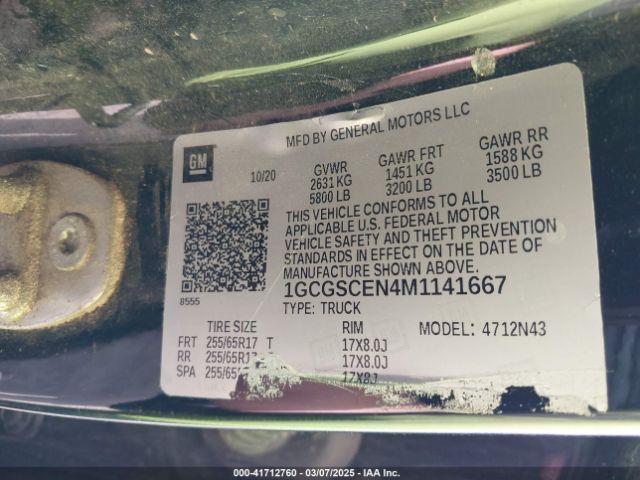 MFD BY GENERAL MOTORS LLC
GM
10/20
GVWR GAWR FRT GAWR RR
2631 KG 1451 KG 1588 KG
5800 LB 3200 LB 3500 LB
THIS VEHICLE CONFORMS TO ALL
APPLICABLE U.S. FEDERAL MOTOR
VEHICLE SAFETY AND THEFT PREVENTION
STANDARDS IN EFFECT ON THE DATE OF
MANUFACTURE SHOWN ABOVE.
8555
1GCGSCEN4M1141667
TYPE: TRUCK
TIRE SIZE RIM MODEL: 4712N43
FRT 255/65R17 T 17X8.0J
RR 17X8.0J
SPA 17X8J
000-41712760 - 03/07/2025 - IAA Inc.